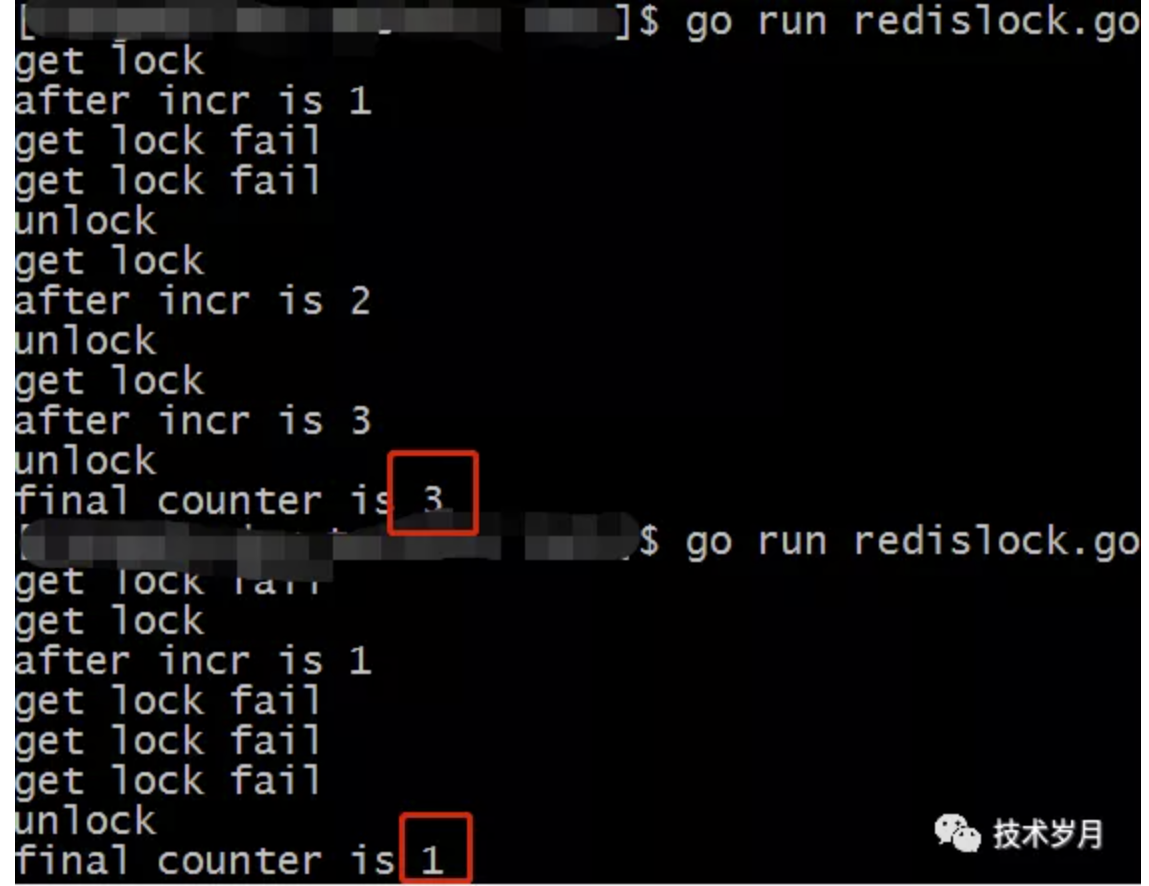 [ ]$ go run redislock.go
get lock
after incr is 1
get lock fail
get lock fail
unlock
get lock
after incr is 2
unlock
get lock
after incr is 3
unlock
final counter is 3
[ ]$ go run redislock.go
get lock fail
get lock
after incr is 1
get lock fail
get lock fail
get lock fail
unlock
final counter is 1
技术岁月